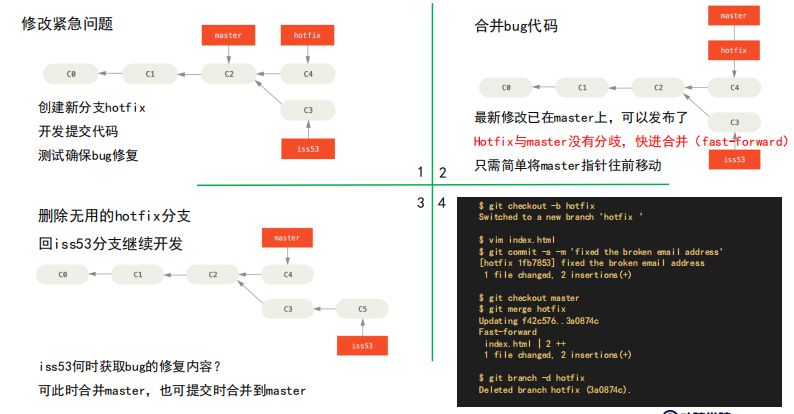 修改紧急问题
master
hotfix
C0
C1
C2
C4
C3
iss53
创建新分支hotfix
开发提交代码
测试确保bug修复
1
合并bug代码
master
hotfix
C0
C1
C2
C4
C3
iss53
最新修改已在master上，可以发布了
Hotfix与master没有分歧，快进合并（fast-forward）
只需简单将master指针往前移动
2
3
删除无用的hotfix分支
回iss53分支继续开发
master
C0
C1
C2
C4
C3
C5
iss53
iss53何时获取bug的修复内容？
可此时合并master，也可提交时合并到master
4
$ git checkout -b hotfix
Switched to a new branch 'hotfix ‘
$ vim index.html
$ git commit -a -m 'fixed the broken email address'
[hotfix 1fb7853] fixed the broken email address
1 file changed, 2 insertions(+)
$ git checkout master
$ git merge hotfix
Updating f42c576..3a0874c
Fast-forward
index.html | 2 ++
1 file changed, 2 insertions(+)
$ git branch -d hotfix
Deleted branch hotfix (3a0874c).